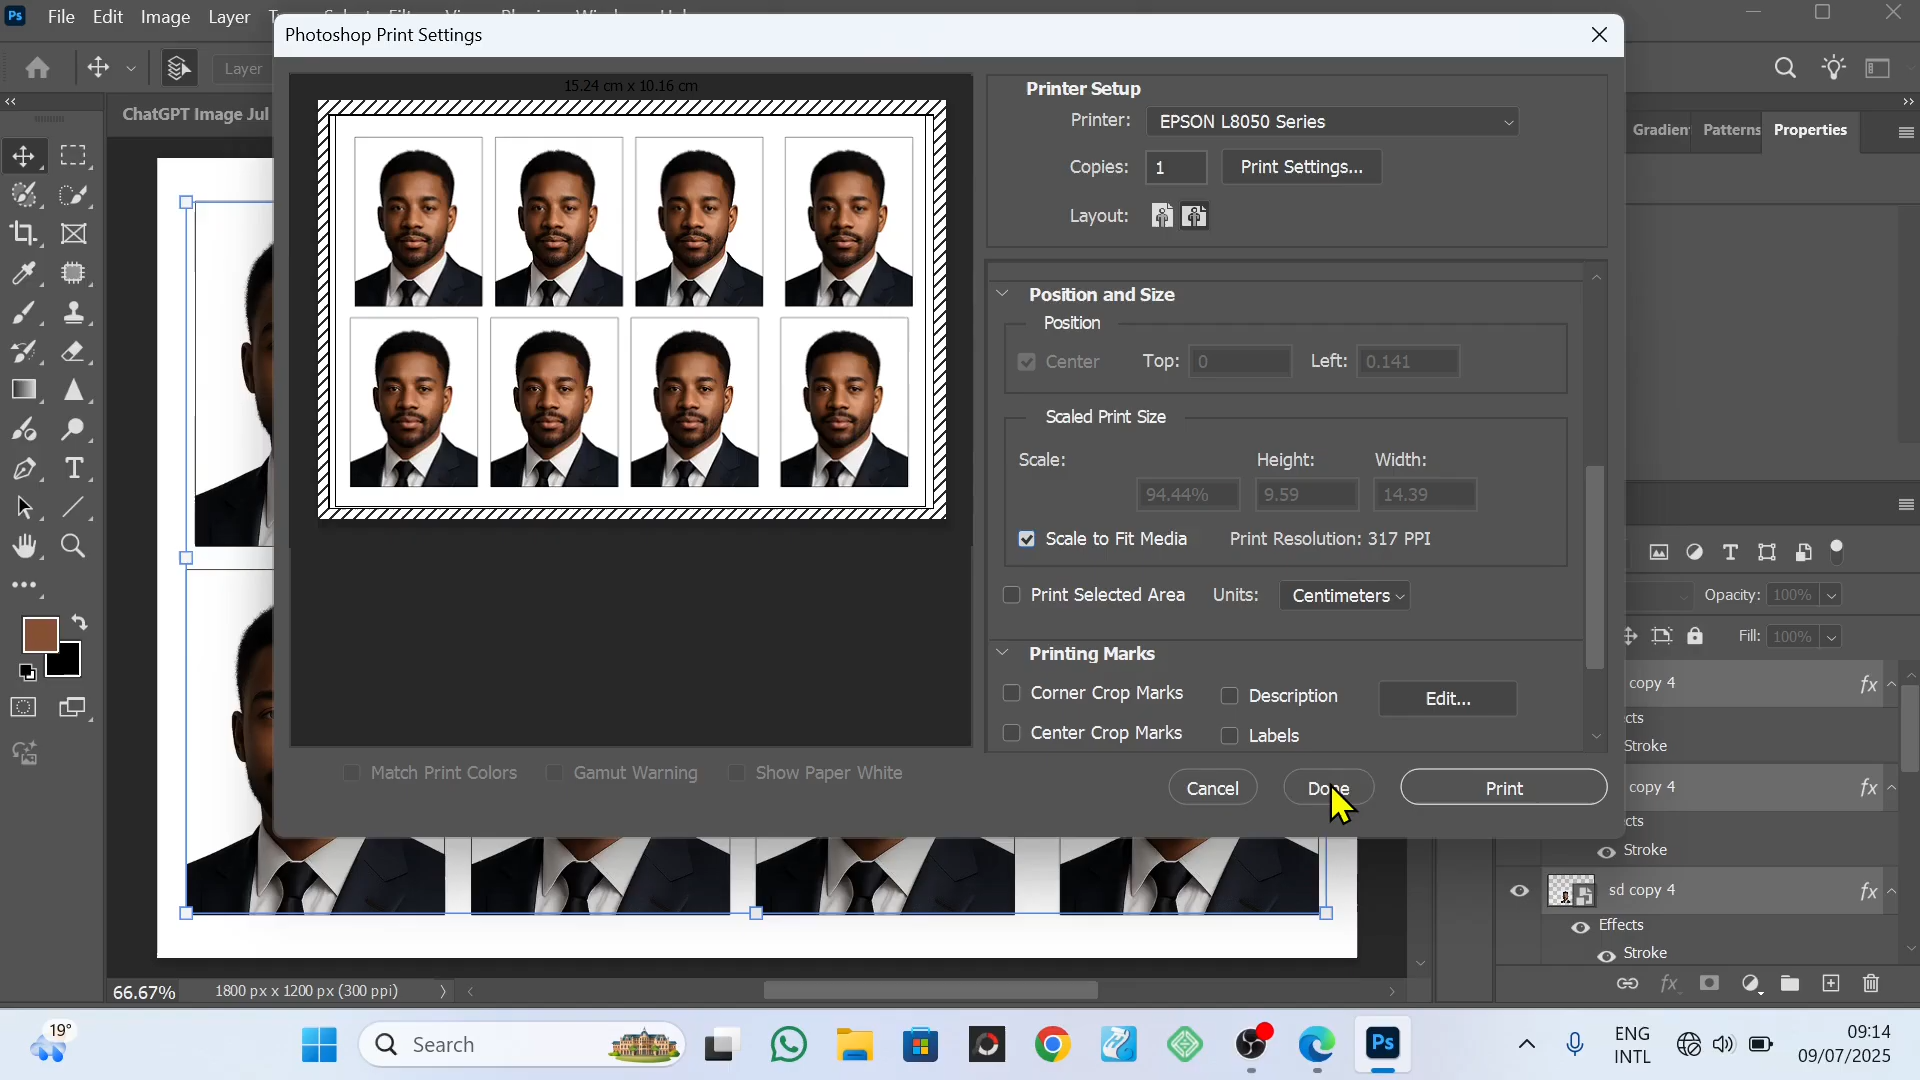 Ps File Edit Image Layer
Photoshop Print Settings
Layer
ChatGPT Image Jul
15.24 cm x 10.16 cm
Printer Setup
Printer: EPSON L8050 Series
Copies: 1 Print Settings...
Layout:
Position and Size
Position
Center Top: 0 Left: 0.141
Scaled Print Size
Scale: Height: Width:
94.44% 9.59 14.39
Scale to Fit Media Print Resolution: 317 PPI
Print Selected Area Units: Centimeters
Printing Marks
Corner Crop Marks Description Edit...
Center Crop Marks Labels
Match Print Colors Gamut Warning Show Paper White
Cancel Done Print
Gradien Patterns Properties
Opacity: 100%
Fill: 100%
copy 4 fx
cts
Stroke
copy 4 fx
cts
Stroke
sd copy 4 fx
Effects
Stroke
fx
66.67% 1800 px x 1200 px (300 ppi)
19°
Search
Ps
ENG
INTL
09:14
09/07/2025